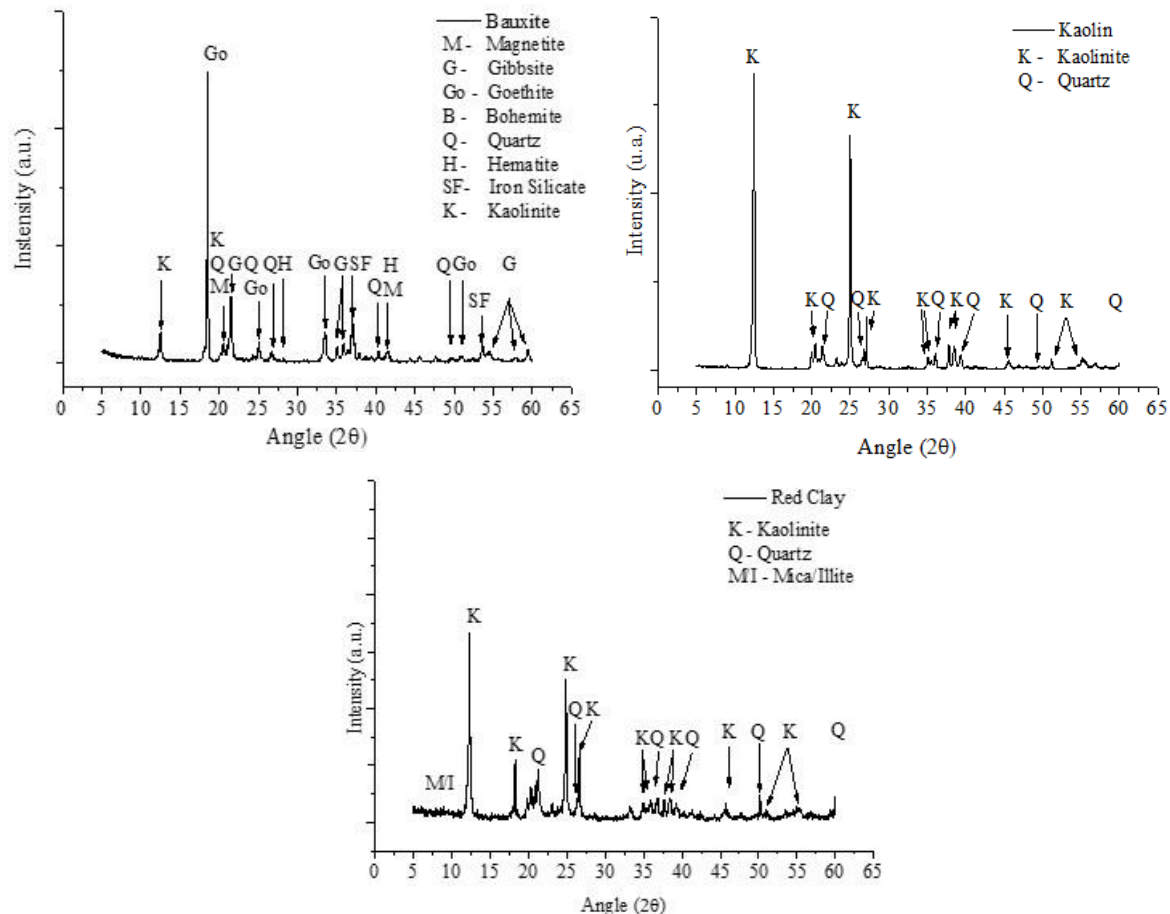 Bauxite
M - Magnetite
G - Gibbsite
Go - Goethite
B - Bohemite
Q - Quartz
H - Hematite
SF- Iron Silicate
K - Kaolinite
Go
K
K
Q G Q Q H
M Go
Go G SF H
Q M
Q Go G
SF
Instensity (a.u.)
0 5 10 15 20 25 30 35 40 45 50 55 60 65
Angle (2θ)
Kaolin
K - Kaolinite
Q - Quartz
K
K
K Q Q K K Q K Q K Q K Q
Intensity (u.a.)
0 5 10 15 20 25 30 35 40 45 50 55 60 65
Angle (2θ)
Red Clay
K - Kaolinite
Q - Quartz
M/I - Mica/Illite
K
K
Q K
K Q K Q K Q K Q K Q
M/I
Intensity (a.u.)
0 5 10 15 20 25 30 35 40 45 50 55 60 65
Angle (2θ)